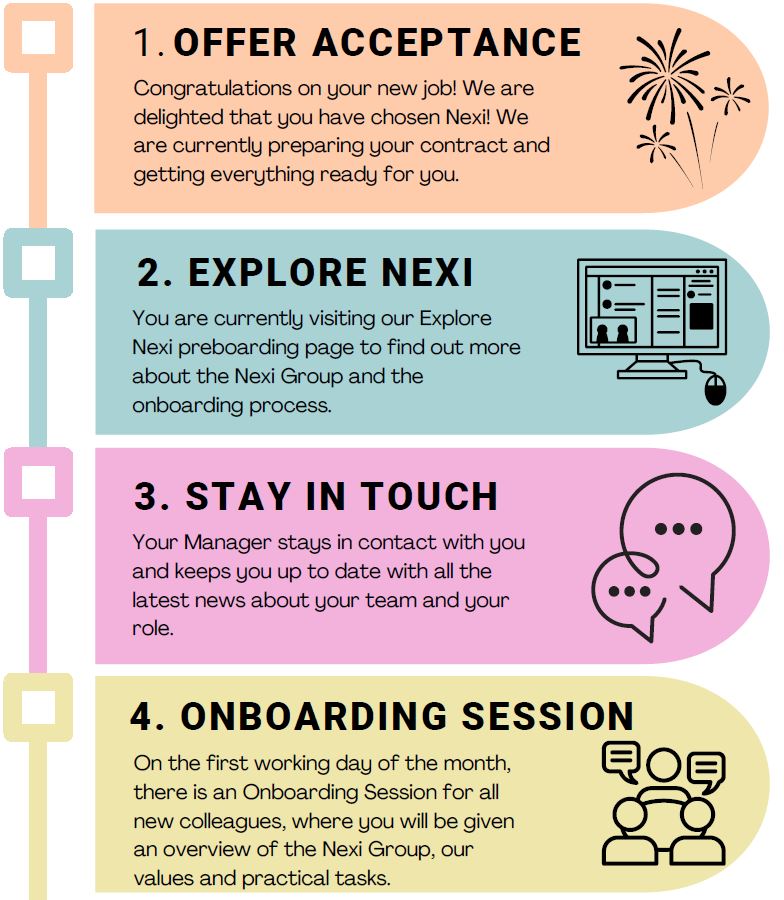 1. OFFER ACCEPTANCE
Congratulations on your new job! We are
delighted that you have chosen Nexi! We
are currently preparing your contract and
getting everything ready for you.
2. EXPLORE NEXI
You are currently visiting our Explore
Nexi preboarding page to find out more
about the Nexi Group and the
onboarding process.
3. STAY IN TOUCH
Your Manager stays in contact with you
and keeps you up to date with all the
latest news about your team and your
role.
4. ONBOARDING SESSION
On the first working day of the month,
there is an Onboarding Session for all
new colleagues, where you will be given
an overview of the Nexi Group, our
values and practical tasks.